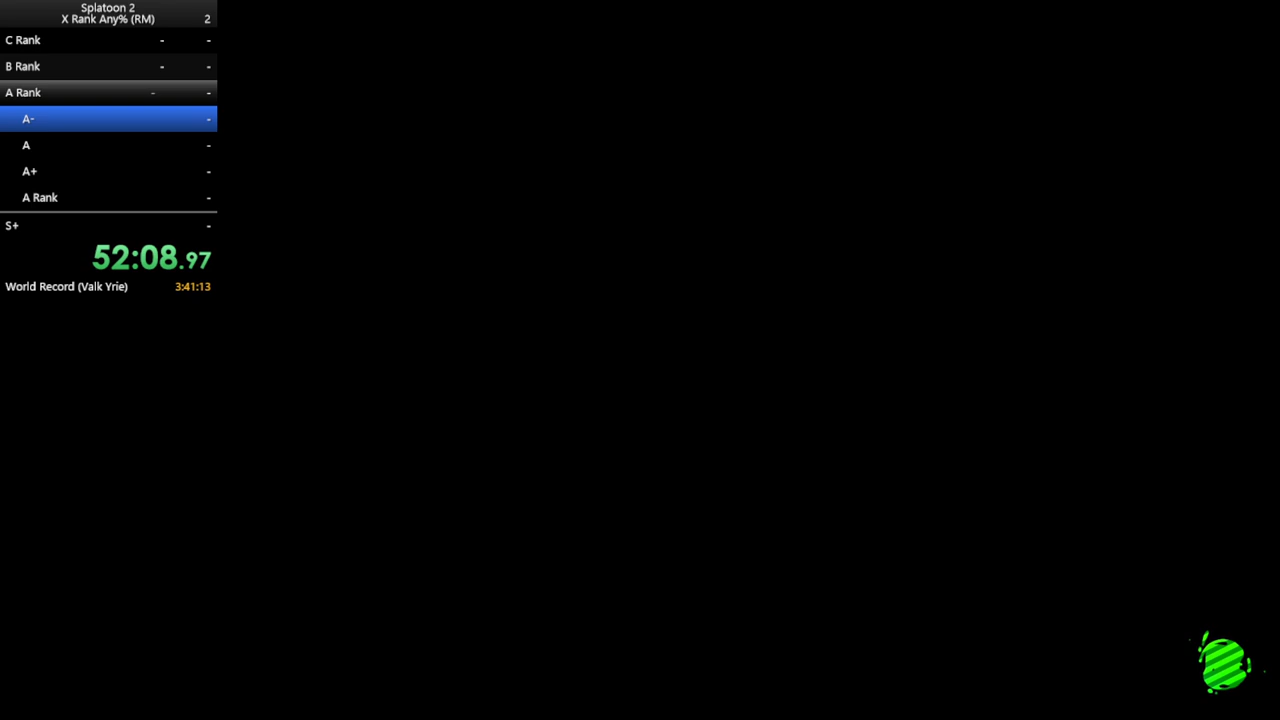 Splatoon 2
X Rank Any% (RM) 2
C Rank - -
B Rank - -
A Rank - -
A- -
A -
A+ -
A Rank -
S+ -
52:08.97
World Record (Valk Yrie) 3:41:13